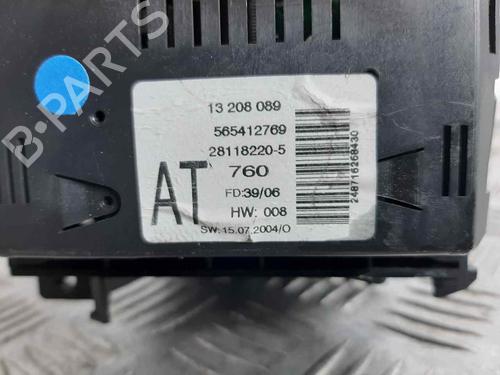 13 208 089
565412769
28118220-5
AT 760
FD:39/06
HW: 008
SW: 15.07.2004/O
248716268430
B-PARTS